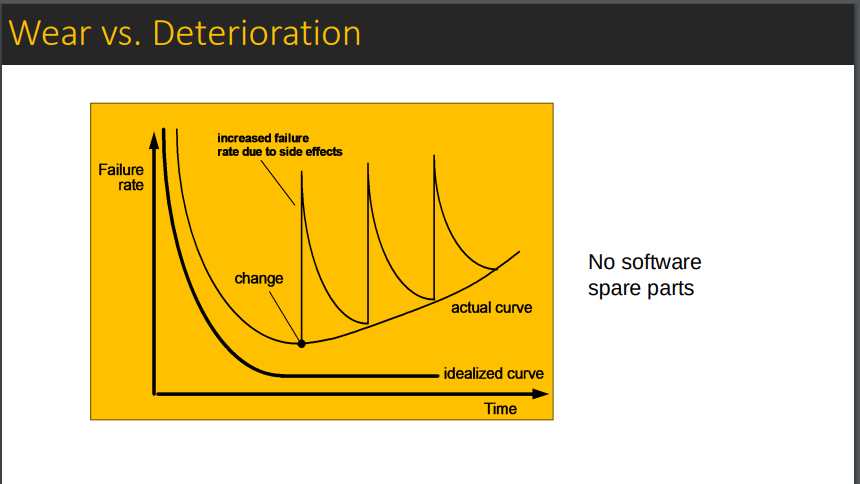 Wear vs. Deterioration
increased failure
rate due to side effects
Failure
rate
change
actual curve
idealized curve
Time
No software
spare parts